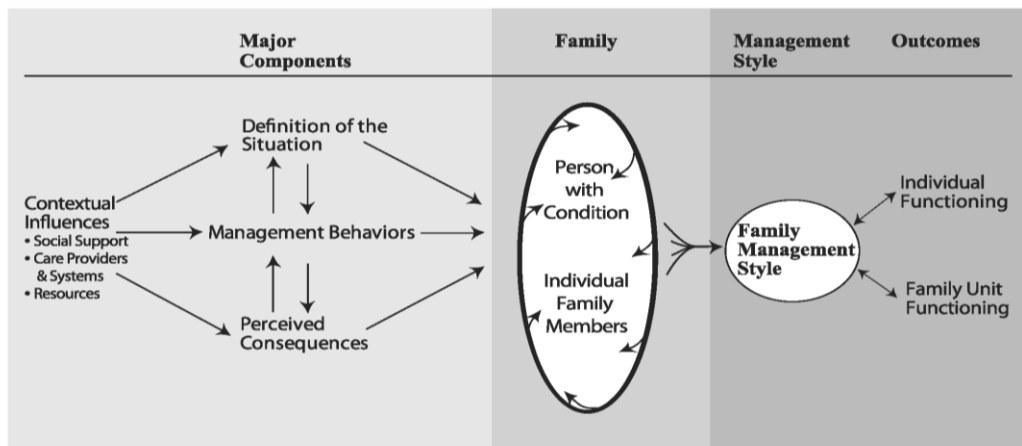 Major
Components
Family
Management
Style
Outcomes
Definition of the
Situation
Contextual
Influences
• Social Support
• Care Providers
& Systems
• Resources
Management Behaviors
Perceived
Consequences
Person
with
Condition
Individual
Family
Members
Family
Management
Style
Individual
Functioning
Family Unit
Functioning